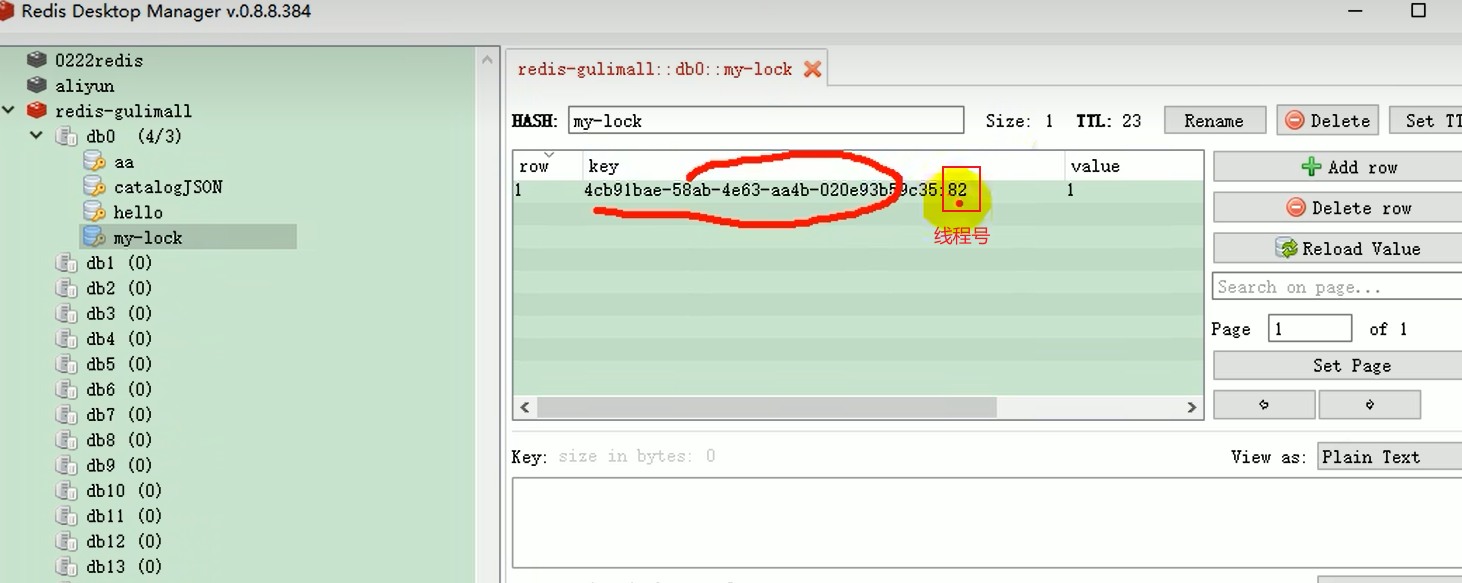 Redis Desktop Manager v.0.8.8.384
0222redis
aliyun
redis-gulimall
db0 (4/3)
aa
catalogJSON
hello
my-lock
db1 (0)
db2 (0)
db3 (0)
db4 (0)
db5 (0)
db6 (0)
db7 (0)
db8 (0)
db9 (0)
db10 (0)
db11 (0)
db12 (0)
db13 (0)
redis-gulimall::db0::my-lock
HASH: my-lock Size: 1 TTL: 23 Rename Delete Set TT
row key value
1 4cb91bae-58ab-4e63-aa4b-020e93b59c35:82 1
线程号
Add row
Delete row
Reload Value
Search on page...
Page 1 of 1
Set Page
Key: size in bytes: 0 View as: Plain Text